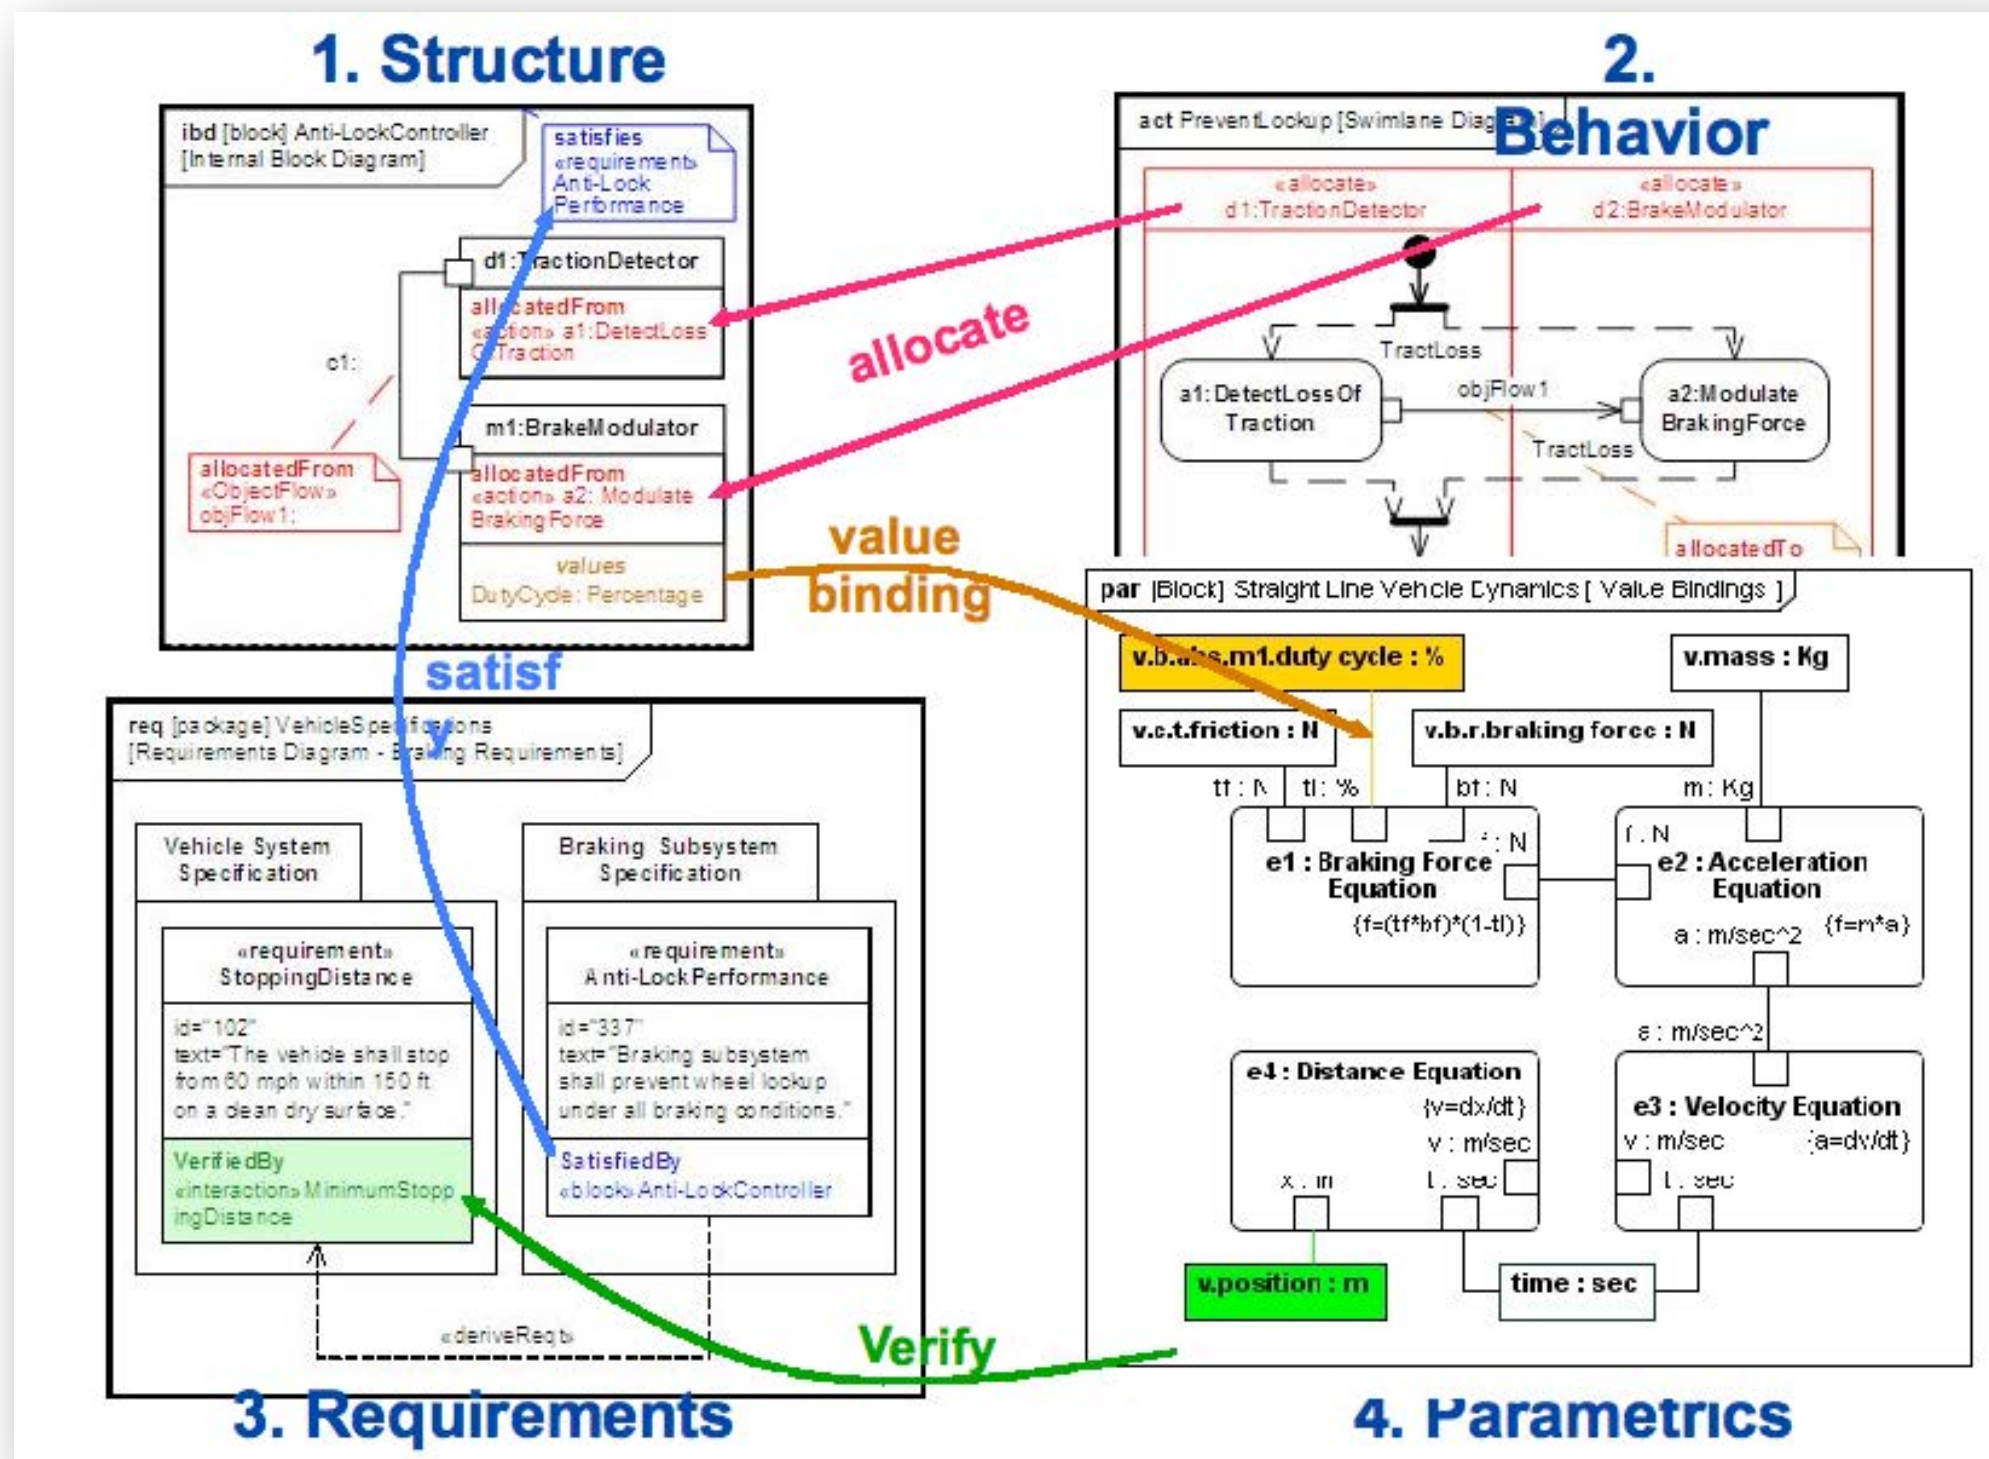 1. Structure
ibd [block] Anti-LockController
[Internal Block Diagram]
satisfies
«requirement»
Anti-Lock
Performance
d1:TractionDetector
allocatedFrom
«action» a1:DetectLoss
OfTraction
c1:
m1:BrakeModulator
allocatedFrom
«action» a2: Modulate
BrakingForce
values
DutyCycle: Percentage
allocatedFrom
«ObjectFlow»
objFlow1;
allocate
2.
Behavior
act PreventLockup [Swimlane Diagram]
«allocate»
d1:TractionDetector
«allocate»
d2:BrakeModulator
TractLoss
a1:DetectLossOf
Traction
objFlow1
a2:Modulate
BrakingForce
TractLoss
allocatedTo
value
binding
satisf
y
req [package] VehicleSpecifications
[Requirements Diagram - Braking Requirements]
Vehicle System
Specification
«requirement»
StoppingDistance
id="102"
text="The vehicle shall stop
from 60 mph within 150 ft
on a clean dry surface."
VerifiedBy
«interaction» MinimumStopp
ingDistance
Braking Subsystem
Specification
«requirement»
Anti-LockPerformance
id="337"
text="Braking subsystem
shall prevent wheel lockup
under all braking conditions."
SatisfiedBy
«block» Anti-LockController
«deriveReqt»
Verify
3. Requirements
par [Block] Straight Line Vehicle Dynamics [ Value Bindings ]
v.b.abs.m1.duty cycle : %
v.mass : Kg
v.c.t.friction : N
v.b.r.braking force : N
tf : N
tl : %
bf : N
m : Kg
f : N
e1 : Braking Force
Equation
{f=(tf*bf)*(1-tl)}
f : N
e2 : Acceleration
Equation
{f=m*a}
a : m/sec^2
a : m/sec^2
e4 : Distance Equation
{v=dx/dt}
v : m/sec
t : sec
x : m
e3 : Velocity Equation
v : m/sec
{a=dv/dt}
t : sec
v.position : m
time : sec
4. Parametrics